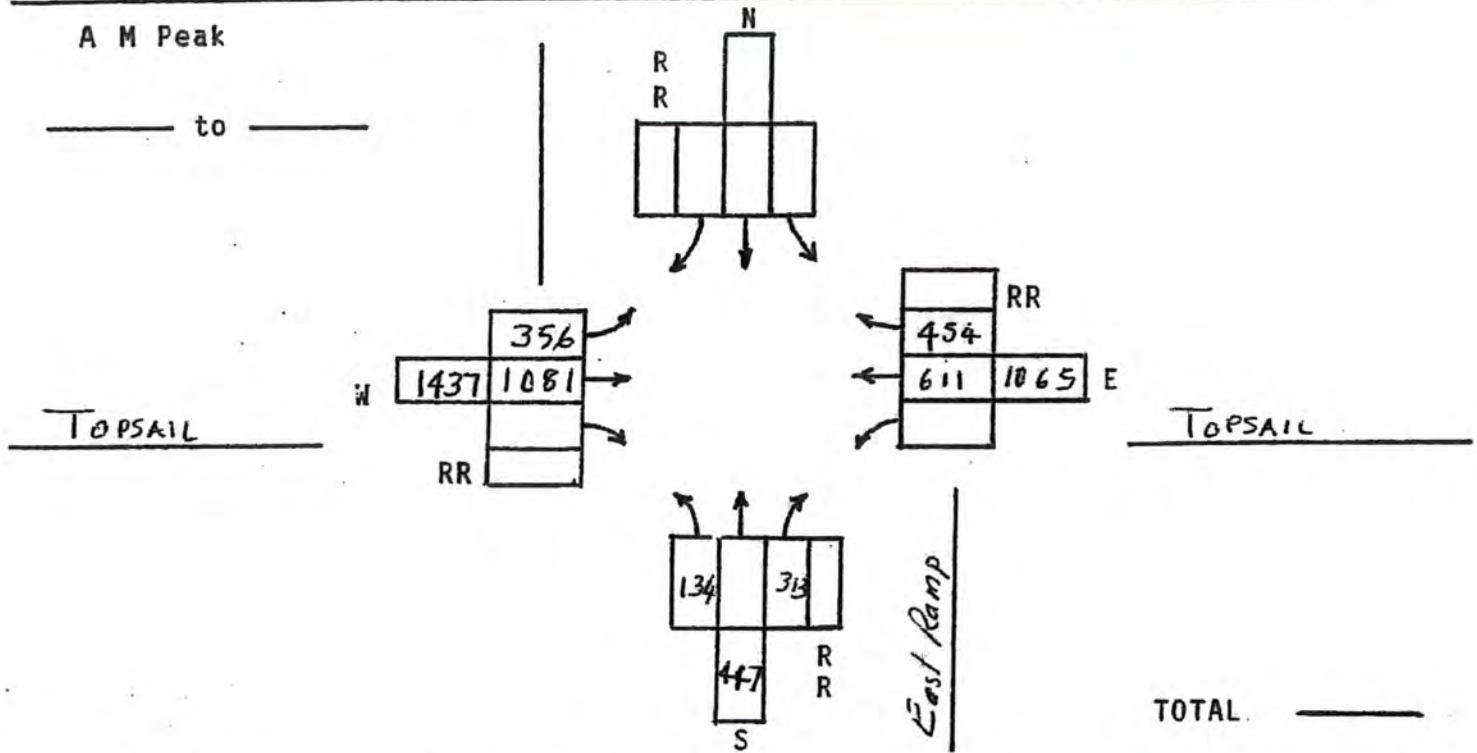 N
A M Peak
R
R
to
RR
356
454
W 1437 1081
611 1065 E
TOPSAIL
TOPSAIL
RR
134 313
447
R
R
East Ramp
S
TOTAL